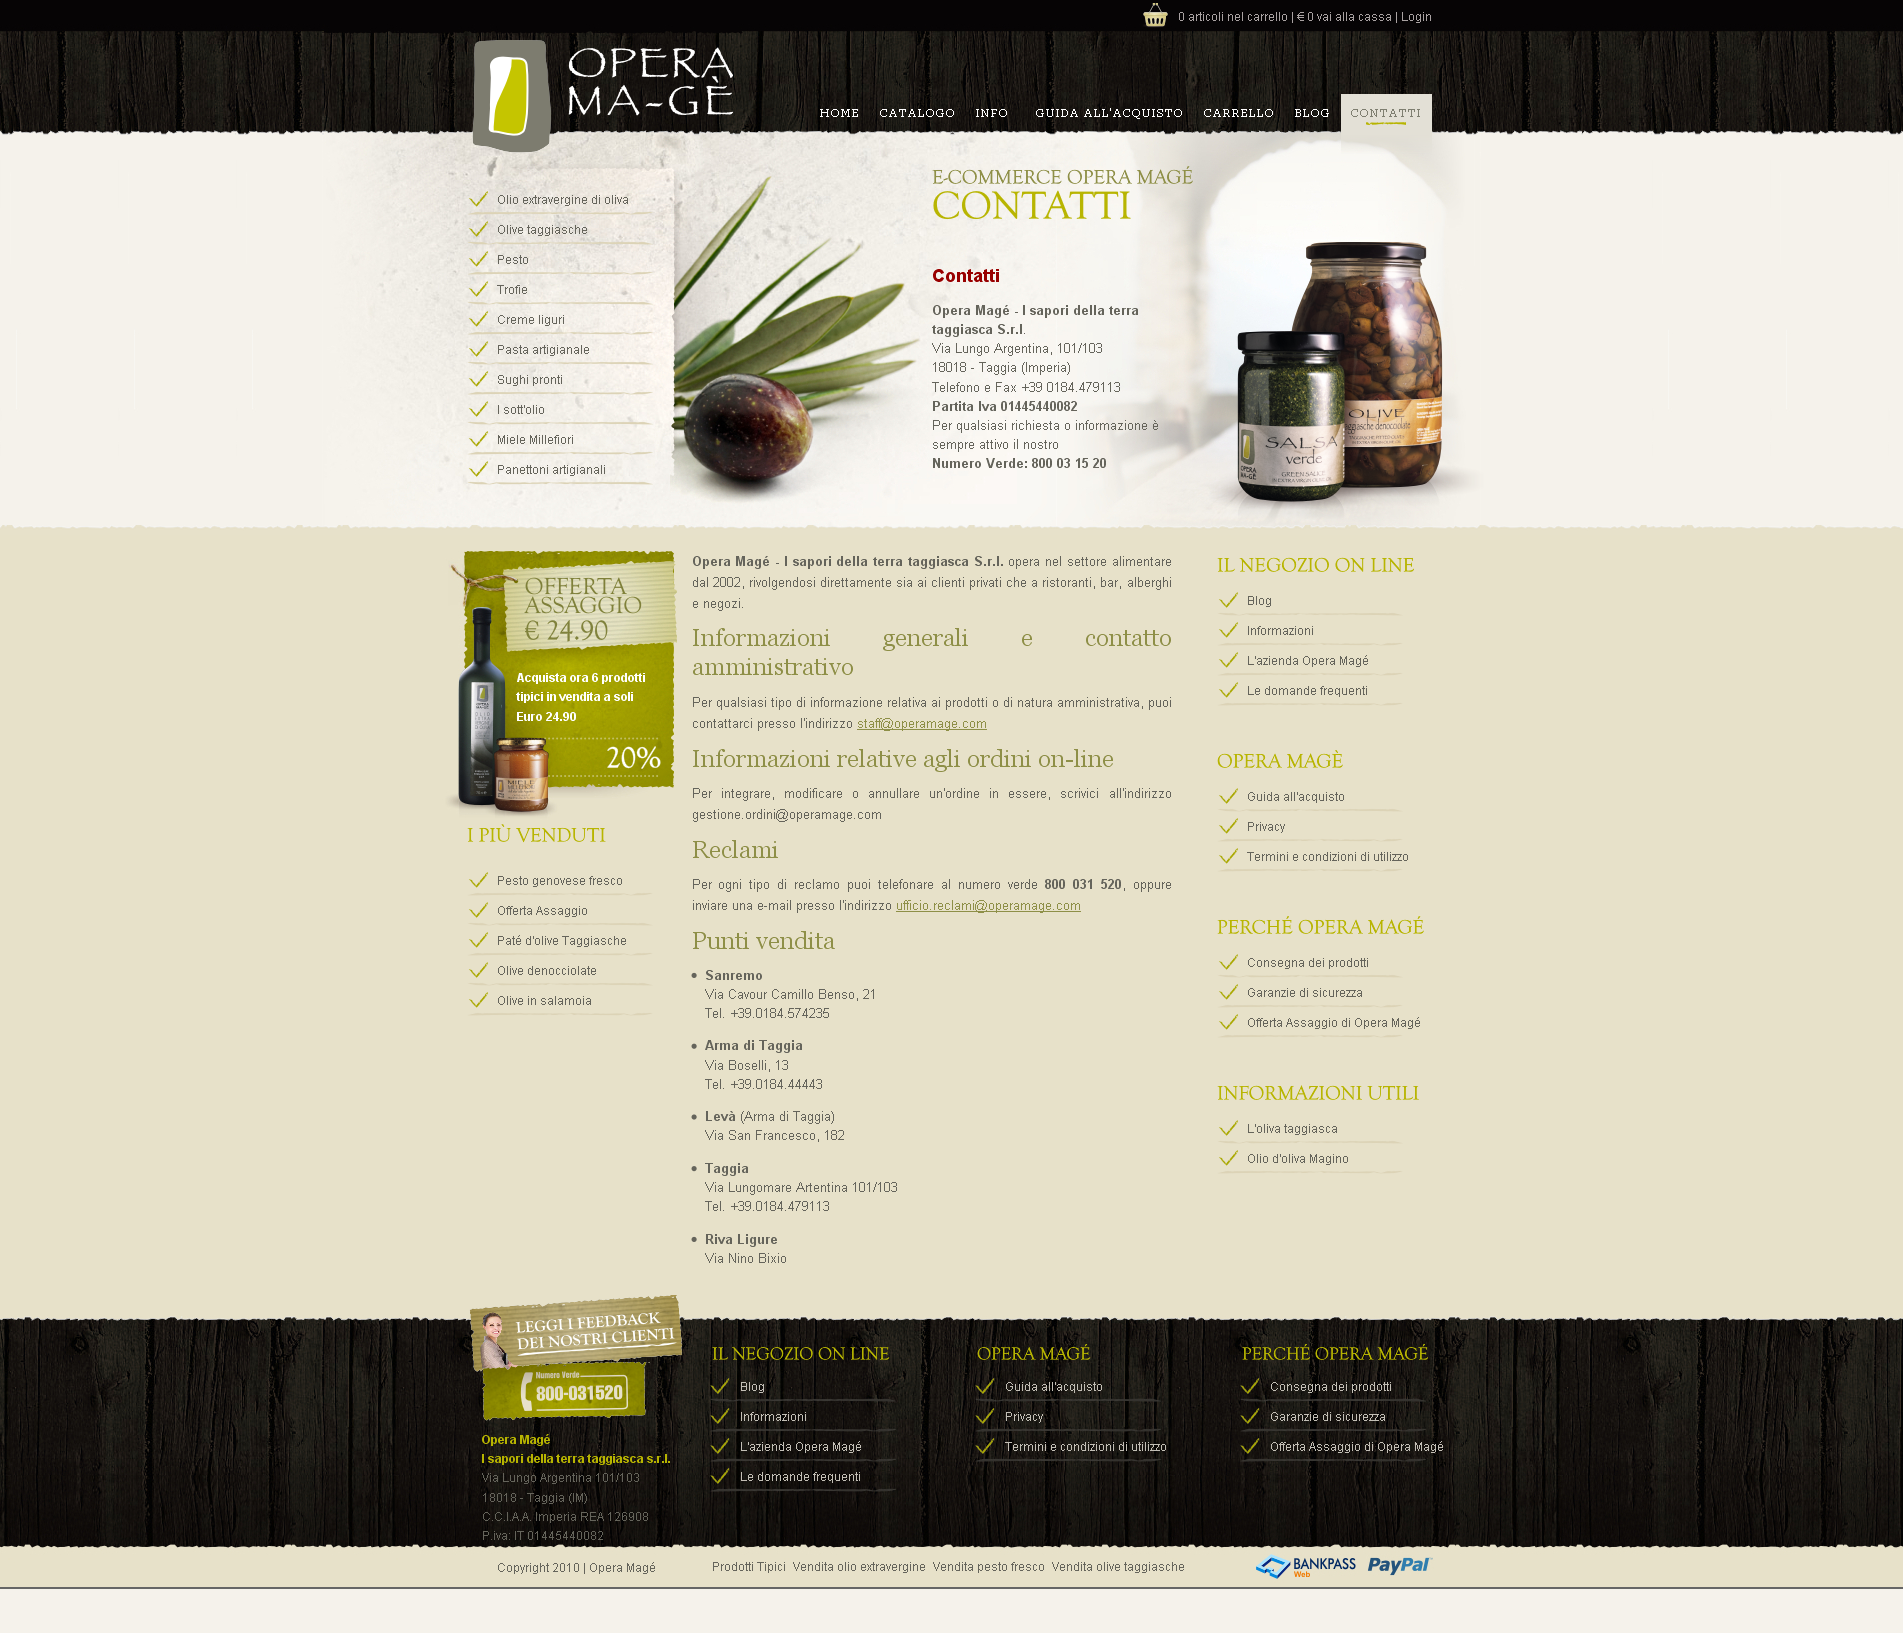 0 articoli nel carrello | € 0 vai alla cassa | Login
OPERA
MA-GÈ
HOME CATALOGO INFO GUIDA ALL'ACQUISTO CARRELLO BLOG CONTATTI
Olio extravergine di oliva
Olive taggiasche
Pesto
Trofie
Creme liguri
Pasta artigianale
Sughi pronti
I sott'olio
Miele Millefiori
Panettoni artigianali
E-COMMERCE OPERA MAGÉ
CONTATTI
Contatti
Opera Magé - I sapori della terra
taggiasca S.r.l.
Via Lungo Argentina, 101/103
18018 - Taggia (Imperia)
Telefono e Fax +39 0184.479113
Partita Iva 01445440082
Per qualsiasi richiesta o informazione è
sempre attivo il nostro
Numero Verde: 800 03 15 20
OLIVE
taggiasche denocciolate
SALSA
verde
GREEN SAUCE
IN EXTRA VIRGIN OLIVE OIL
OPERA
MA-GÈ
OFFERTA
ASSAGGIO
€ 24.90
Acquista ora 6 prodotti
tipici in vendita a soli
Euro 24.90
20%
I PIÙ VENDUTI
Pesto genovese fresco
Offerta Assaggio
Paté d'olive Taggiasche
Olive denocciolate
Olive in salamoia
Opera Magé - I sapori della terra taggiasca S.r.l. opera nel settore alimentare
dal 2002, rivolgendosi direttamente sia ai clienti privati che a ristoranti, bar, alberghi
e negozi.
Informazioni generali e contatto
amministrativo
Per qualsiasi tipo di informazione relativa ai prodotti o di natura amministrativa, puoi
contattarci presso l'indirizzo staff@operamage.com
Informazioni relative agli ordini on-line
Per integrare, modificare o annullare un'ordine in essere, scrivici all'indirizzo
gestione.ordini@operamage.com
Reclami
Per ogni tipo di reclamo puoi telefonare al numero verde 800 031 520, oppure
inviare una e-mail presso l'indirizzo ufficio.reclami@operamage.com
Punti vendita
Sanremo
Via Cavour Camillo Benso, 21
Tel. +39.0184.574235
Arma di Taggia
Via Boselli, 13
Tel. +39.0184.44443
Levà (Arma di Taggia)
Via San Francesco, 182
Taggia
Via Lungomare Artentina 101/103
Tel. +39.0184.479113
Riva Ligure
Via Nino Bixio
IL NEGOZIO ON LINE
Blog
Informazioni
L'azienda Opera Magé
Le domande frequenti
OPERA MAGÈ
Guida all'acquisto
Privacy
Termini e condizioni di utilizzo
PERCHÉ OPERA MAGÉ
Consegna dei prodotti
Garanzie di sicurezza
Offerta Assaggio di Opera Magé
INFORMAZIONI UTILI
L'oliva taggiasca
Olio d'oliva Magino
LEGGI I FEEDBACK
DEI NOSTRI CLIENTI
Numero Verde
800-031520
Opera Magé
I sapori della terra taggiasca s.r.l.
Via Lungo Argentina 101/103
18018 - Taggia (IM)
C.C.I.A.A. Imperia REA 126908
P.iva: IT 01445440082
IL NEGOZIO ON LINE
Blog
Informazioni
L'azienda Opera Magé
Le domande frequenti
OPERA MAGÉ
Guida all'acquisto
Privacy
Termini e condizioni di utilizzo
PERCHÉ OPERA MAGÉ
Consegna dei prodotti
Garanzie di sicurezza
Offerta Assaggio di Opera Magé
Copyright 2010 | Opera Magé
Prodotti Tipici Vendita olio extravergine Vendita pesto fresco Vendita olive taggiasche
BANKPASS
Web
PayPal